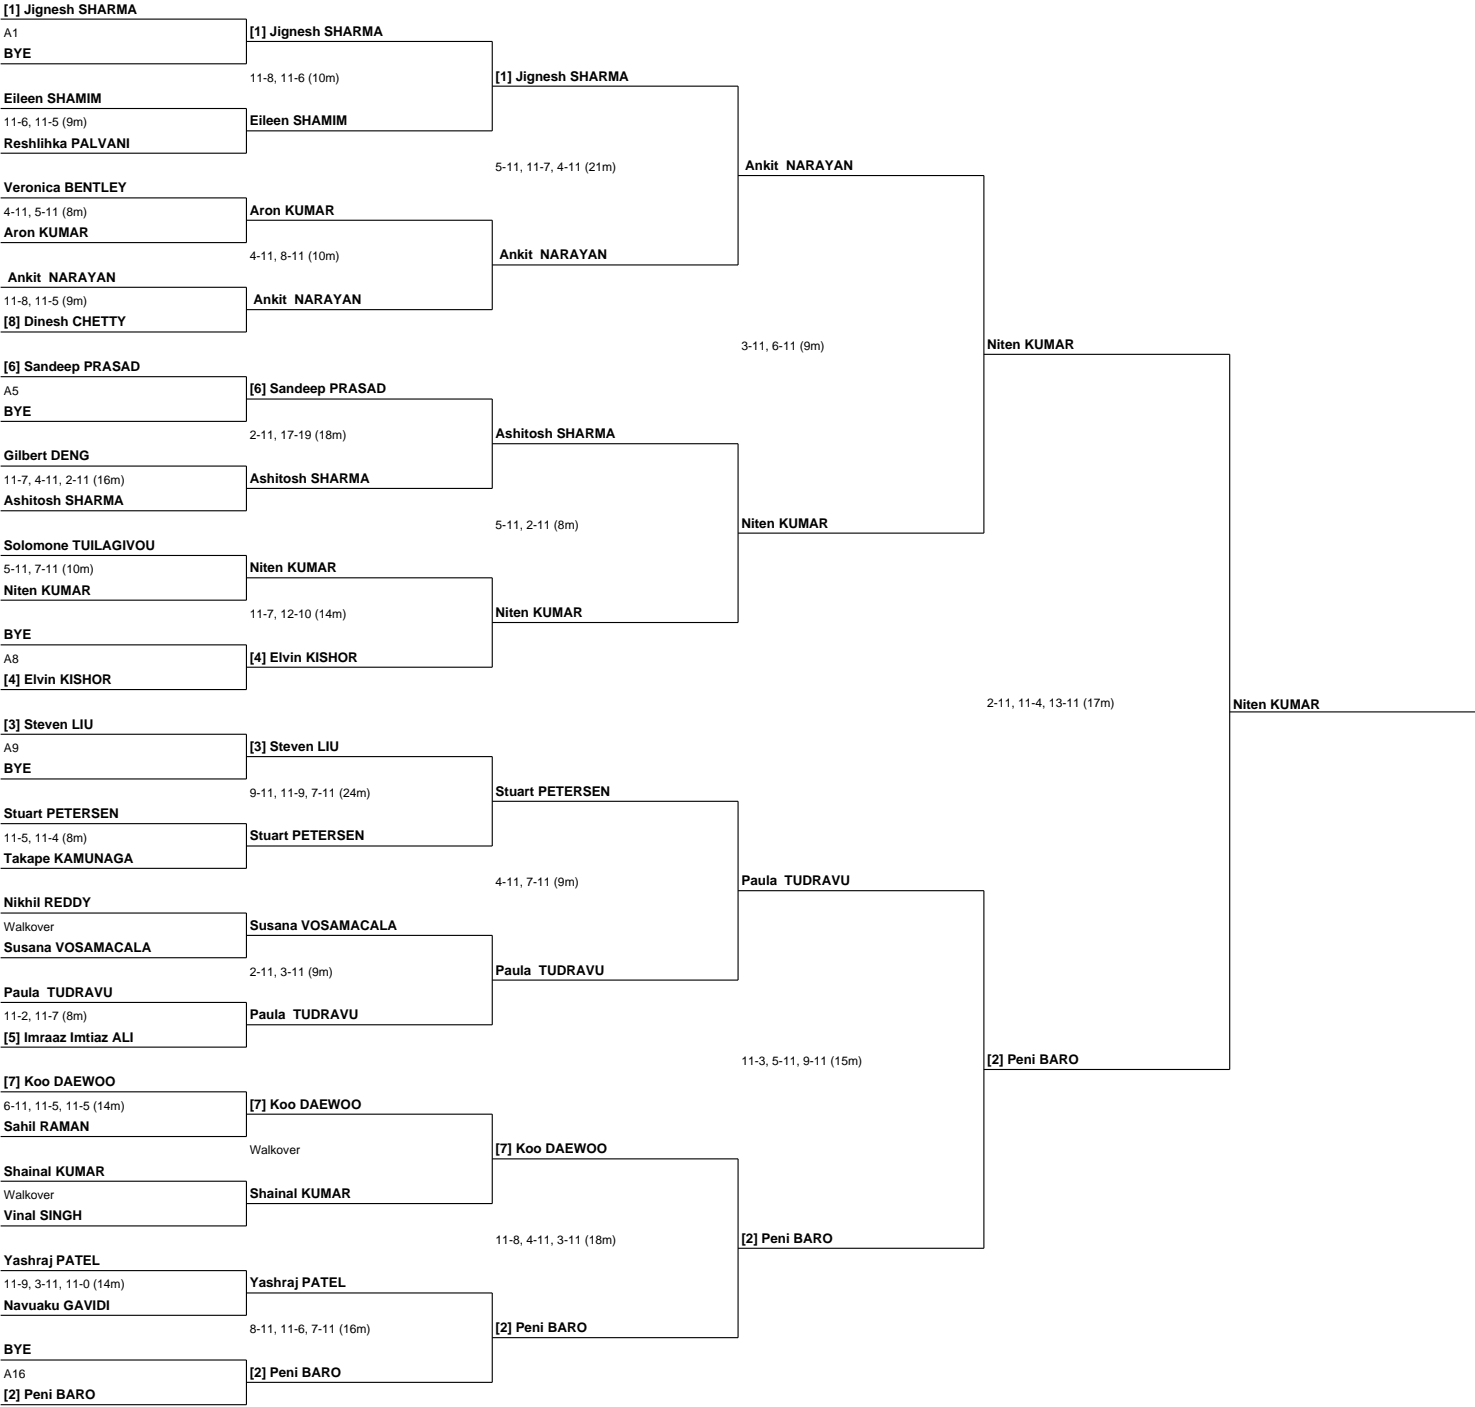 [1] Jignesh SHARMA
A1
BYE
Eileen SHAMIM
11-6, 11-5 (9m)
Reshlihka PALVANI
Veronica BENTLEY
4-11, 5-11 (8m)
Aron KUMAR
Ankit NARAYAN
11-8, 11-5 (9m)
[8] Dinesh CHETTY
[6] Sandeep PRASAD
A5
BYE
Gilbert DENG
11-7, 4-11, 2-11 (16m)
Ashitosh SHARMA
Solomone TUILAGIVOU
5-11, 7-11 (10m)
Niten KUMAR
BYE
A8
[4] Elvin KISHOR
[3] Steven LIU
A9
BYE
Stuart PETERSEN
11-5, 11-4 (8m)
Takape KAMUNAGA
Nikhil REDDY
Walkover
Susana VOSAMACALA
Paula TUDRAVU
11-2, 11-7 (8m)
[5] Imraaz Imtiaz ALI
[7] Koo DAEWOO
6-11, 11-5, 11-5 (14m)
Sahil RAMAN
Shainal KUMAR
Walkover
Vinal SINGH
Yashraj PATEL
11-9, 3-11, 11-0 (14m)
Navuaku GAVIDI
BYE
A16
[2] Peni BARO
[1] Jignesh SHARMA
11-8, 11-6 (10m)
Eileen SHAMIM
Aron KUMAR
4-11, 8-11 (10m)
Ankit NARAYAN
[6] Sandeep PRASAD
2-11, 17-19 (18m)
Ashitosh SHARMA
Niten KUMAR
11-7, 12-10 (14m)
[4] Elvin KISHOR
[3] Steven LIU
9-11, 11-9, 7-11 (24m)
Stuart PETERSEN
Susana VOSAMACALA
2-11, 3-11 (9m)
Paula TUDRAVU
[7] Koo DAEWOO
Walkover
Shainal KUMAR
Yashraj PATEL
8-11, 11-6, 7-11 (16m)
[2] Peni BARO
[1] Jignesh SHARMA
5-11, 11-7, 4-11 (21m)
Ankit NARAYAN
Ashitosh SHARMA
5-11, 2-11 (8m)
Niten KUMAR
Stuart PETERSEN
4-11, 7-11 (9m)
Paula TUDRAVU
[7] Koo DAEWOO
11-8, 4-11, 3-11 (18m)
[2] Peni BARO
Ankit NARAYAN
3-11, 6-11 (9m)
Niten KUMAR
Paula TUDRAVU
11-3, 5-11, 9-11 (15m)
[2] Peni BARO
Niten KUMAR
2-11, 11-4, 13-11 (17m)
[2] Peni BARO
Niten KUMAR